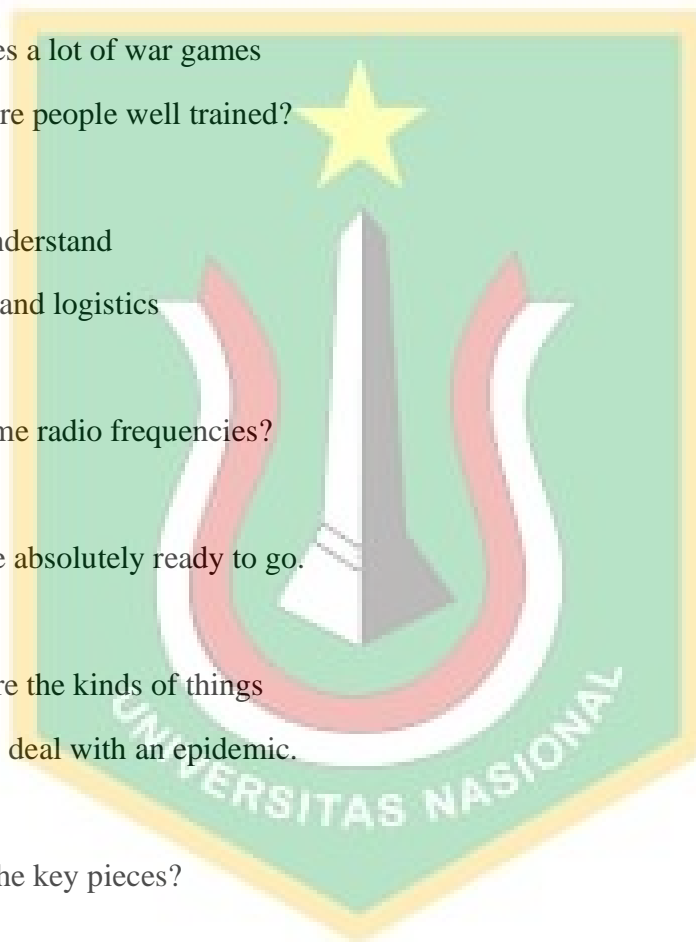 es a lot of war games
re people well trained?
nderstand
and logistics
me radio frequencies?
e absolutely ready to go.
re the kinds of things
deal with an epidemic.
he key pieces?
UNIVERSITAS NASIONAL